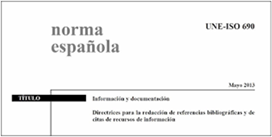 norma
española
UNE-ISO 690
Mayo 2013
TÍTULO
Información y documentación
Directrices para la redacción de referencias bibliográficas y de
citas de recursos de información